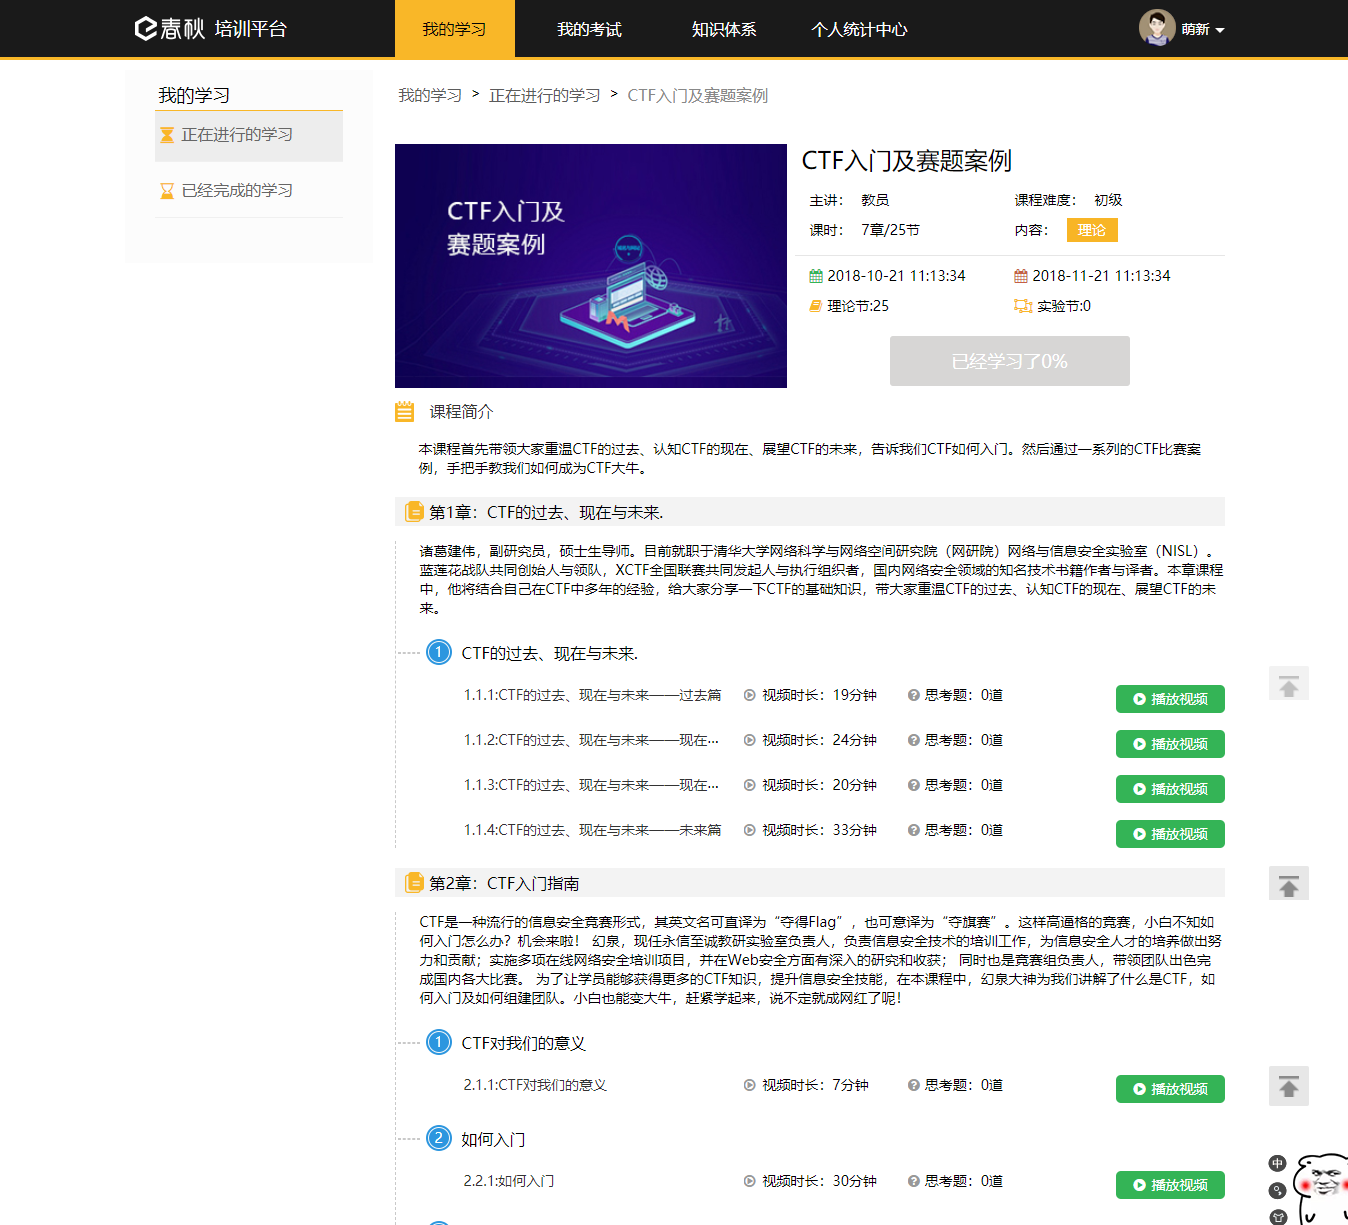 春秋 培训平台
我的学习
我的考试
知识体系
个人统计中心
萌新
我的学习
正在进行的学习
已经完成的学习
我的学习 > 正在进行的学习 > CTF入门及赛题案例
CTF入门及
赛题案例
CTF入门及赛题案例
主讲： 教员
课程难度： 初级
课时： 7章/25节
内容： 理论
2018-10-21 11:13:34
2018-11-21 11:13:34
理论节:25
实验节:0
已经学习了0%
课程简介
本课程首先带领大家重温CTF的过去、认知CTF的现在、展望CTF的未来，告诉我们CTF如何入门。然后通过一系列的CTF比赛案
例，手把手教我们如何成为CTF大牛。
第1章：CTF的过去、现在与未来.
诸葛建伟，副研究员，硕士生导师。目前就职于清华大学网络科学与网络空间研究院（网研院）网络与信息安全实验室（NISL）。
蓝莲花战队共同创始人与领队，XCTF全国联赛共同发起人与执行组织者，国内网络安全领域的知名技术书籍作者与译者。本章课程
中，他将结合自己在CTF中多年的经验，给大家分享一下CTF的基础知识，带大家重温CTF的过去、认知CTF的现在、展望CTF的未
来。
1 CTF的过去、现在与未来.
1.1.1:CTF的过去、现在与未来——过去篇 视频时长：19分钟 思考题：0道 播放视频
1.1.2:CTF的过去、现在与未来——现在... 视频时长：24分钟 思考题：0道 播放视频
1.1.3:CTF的过去、现在与未来——现在... 视频时长：20分钟 思考题：0道 播放视频
1.1.4:CTF的过去、现在与未来——未来篇 视频时长：33分钟 思考题：0道 播放视频
第2章：CTF入门指南
CTF是一种流行的信息安全竞赛形式，其英文名可直译为“夺得Flag”，也可意译为“夺旗赛”。这样高逼格的竞赛，小白不知如
何入门怎么办？机会来啦！ 幻泉，现任永信至诚教研实验室负责人，负责信息安全技术的培训工作，为信息安全人才的培养做出努
力和贡献；实施多项在线网络安全培训项目，并在Web安全方面有深入的研究和收获； 同时也是竞赛组负责人，带领团队出色完
成国内各大比赛。 为了让学员能够获得更多的CTF知识，提升信息安全技能，在本课程中，幻泉大神为我们讲解了什么是CTF，如
何入门及如何组建团队。小白也能变大牛，赶紧学起来，说不定就成网红了呢！
1 CTF对我们的意义
2.1.1:CTF对我们的意义 视频时长：7分钟 思考题：0道 播放视频
2 如何入门
2.2.1:如何入门 视频时长：30分钟 思考题：0道 播放视频
中